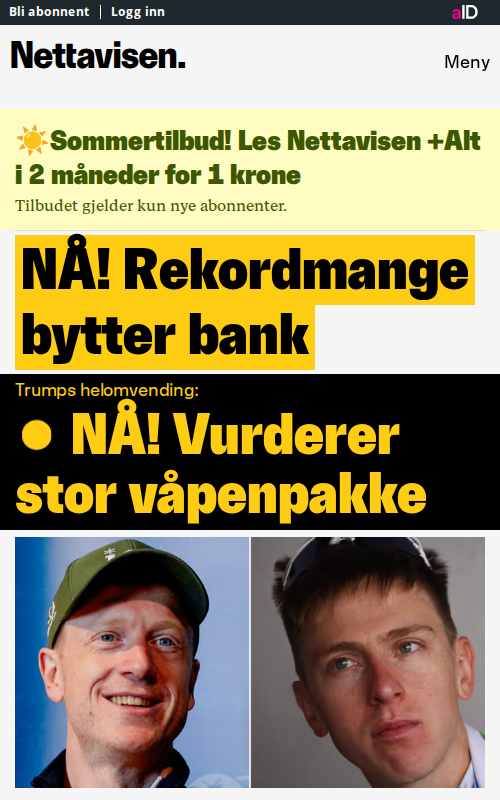 Bli abonnent | Logg inn
aID
Nettavisen.
Meny
☀️Sommertilbud! Les Nettavisen +Alt
i 2 måneder for 1 krone
Tilbudet gjelder kun nye abonnenter.
NÅ! Rekordmange
bytter bank
Trumps helomvending:
● NÅ! Vurderer
stor våpenpakke